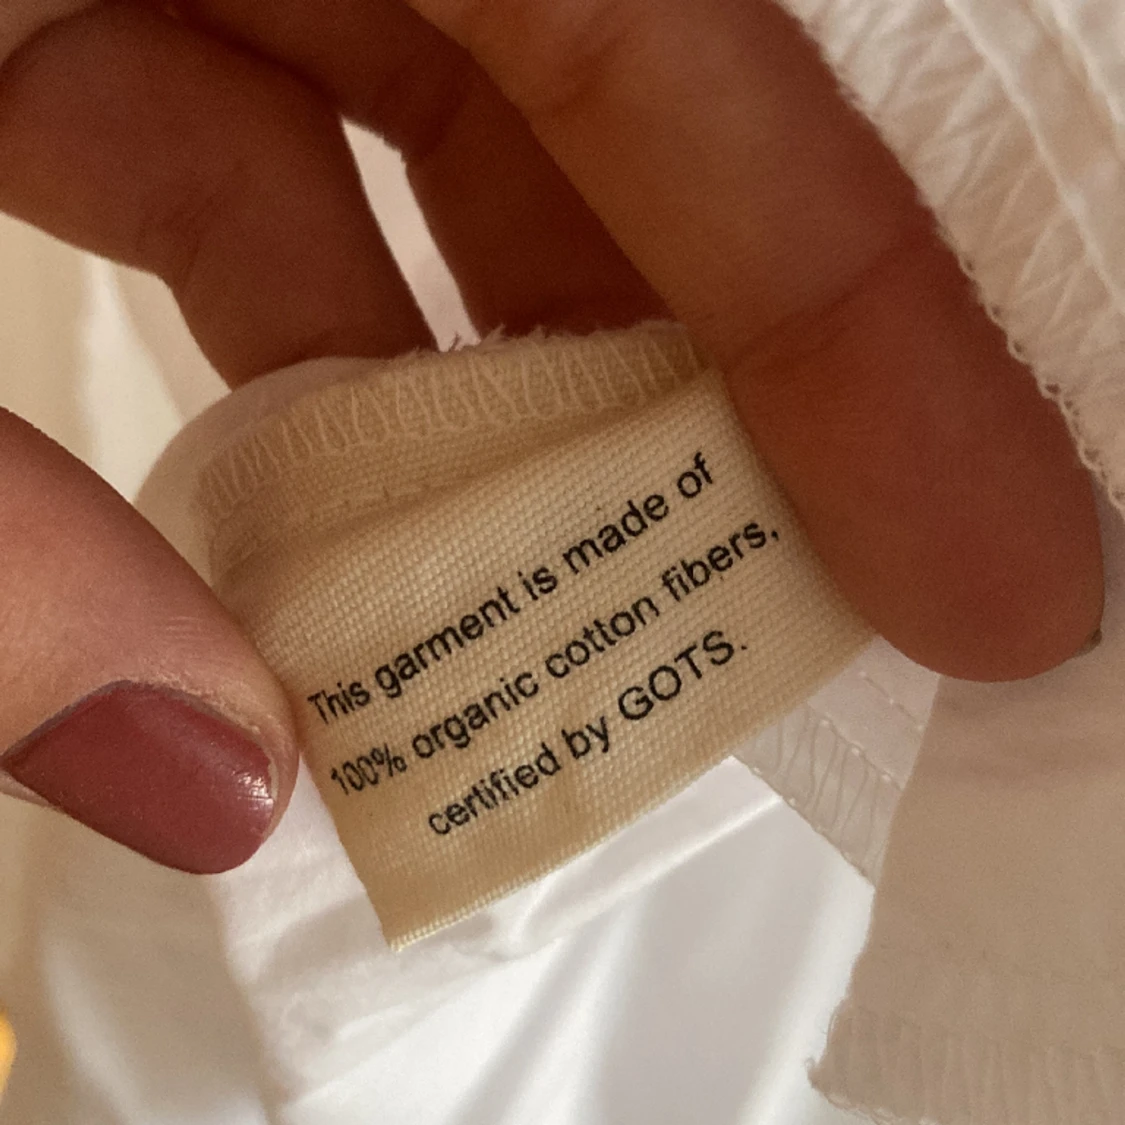 This garment is made of
100% organic cotton fibers,
certified by GOTS.